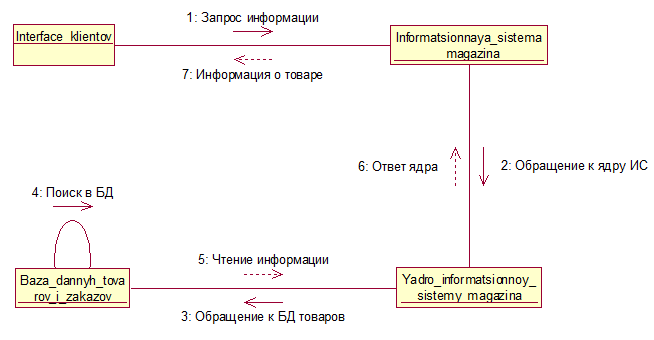 1: Запрос информации
Interface_klientov
Informatsionnaya_sistema
magazina
7: Информация о товаре
6: Ответ ядра
2: Обращение к ядру ИС
4: Поиск в БД
5: Чтение информации
Baza_dannyh_tova
rov_i_zakazov
Yadro_informatsionnoy_
sistemy_magazina
3: Обращение к БД товаров